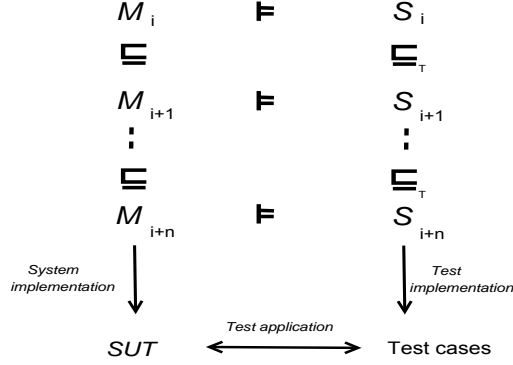 M i ⊨ S i
⊑ ⊑ T
M i+1 ⊨ S i+1
⊑ ⊑ T
M i+n ⊨ S i+n
System implementation
Test implementation
Test application
SUT Test cases